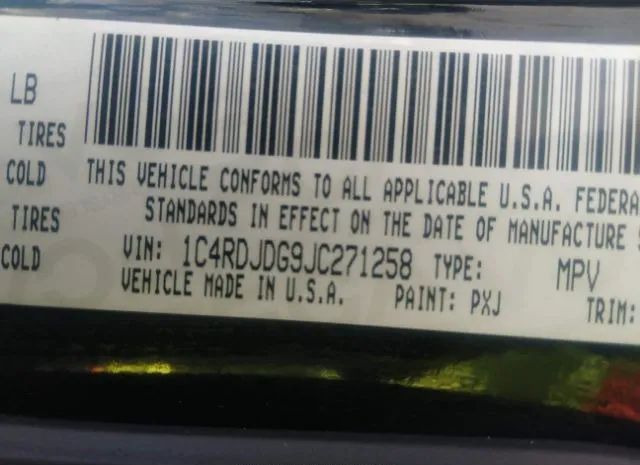 LB
TIRES
COLD
TIRES
COLD
THIS VEHICLE CONFORMS TO ALL APPLICABLE U.S.A. FEDERA
STANDARDS IN EFFECT ON THE DATE OF MANUFACTURE
VIN: 1C4RDJDG9JC271258 TYPE: MPV
VEHICLE MADE IN U.S.A. PAINT: PXJ TRIM: